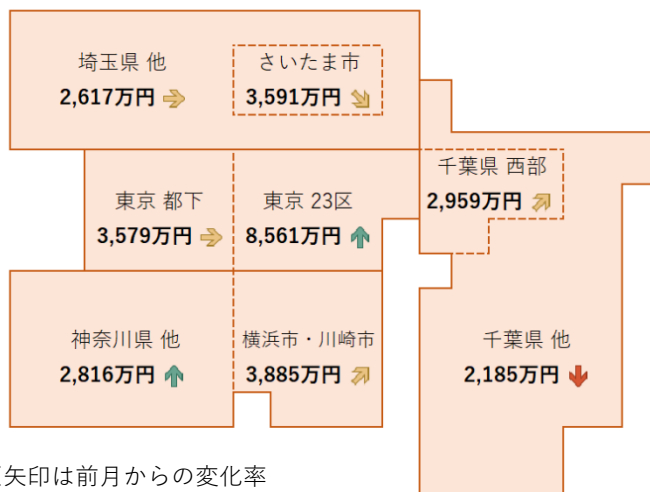 埼玉県 他
2,617万円
さいたま市
3,591万円
千葉県 西部
2,959万円
東京 都下
3,579万円
東京 23区
8,561万円
神奈川県 他
2,816万円
横浜市・川崎市
3,885万円
千葉県 他
2,185万円
矢印は前月からの変化率